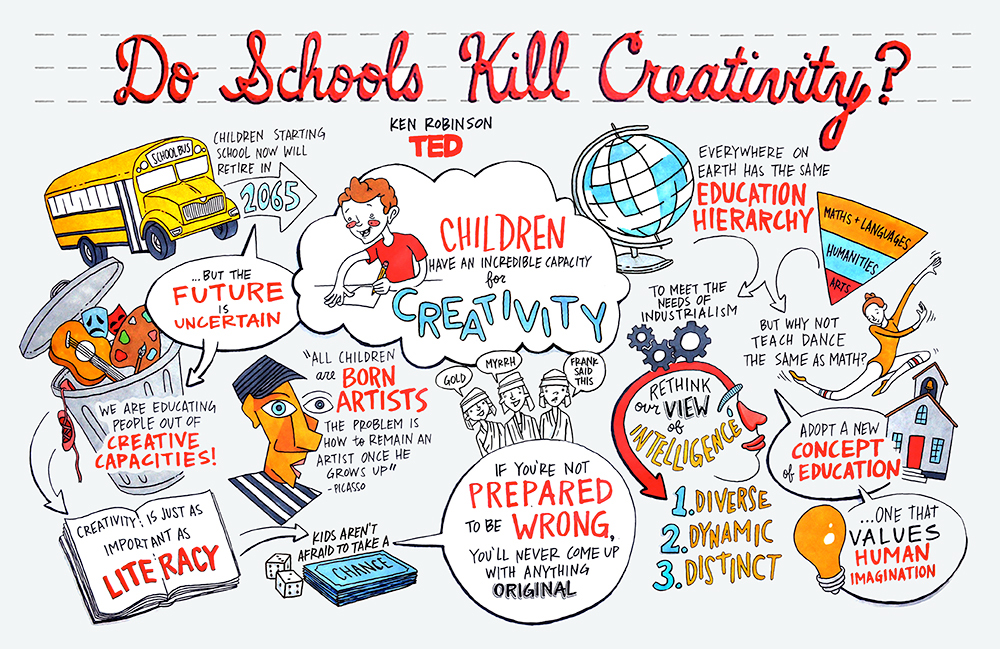 Do Schools Kill Creativity?
KEN ROBINSON
TED
SCHOOL BUS
CHILDREN STARTING
SCHOOL NOW WILL
RETIRE IN
2065
...BUT THE
FUTURE
IS
UNCERTAIN
CHILDREN
HAVE AN INCREDIBLE CAPACITY
for
CREATIVITY
EVERYWHERE ON
EARTH HAS THE SAME
EDUCATION
HIERARCHY
MATHS + LANGUAGES
HUMANITIES
ARTS
TO MEET THE
NEEDS OF
INDUSTRIALISM
BUT WHY NOT
TEACH DANCE
THE SAME AS MATH?
WE ARE EDUCATING
PEOPLE OUT OF
CREATIVE
CAPACITIES!
"ALL CHILDREN
are BORN
ARTISTS
THE PROBLEM IS
HOW to REMAIN AN
ARTIST ONCE HE
GROWS UP"
-PICASSO
GOLD
MYRRH
FRANK
SAID
THIS
RETHINK
our VIEW
of
INTELLIGENCE
1. DIVERSE
2. DYNAMIC
3. DISTINCT
ADOPT A NEW
CONCEPT
of EDUCATION
...ONE THAT
VALUES
HUMAN
IMAGINATION
CREATIVITY IS JUST AS
IMPORTANT AS
LITERACY
KIDS AREN'T
AFRAID TO TAKE A
CHANCE
IF YOU'RE NOT
PREPARED
TO BE WRONG,
YOU'LL NEVER COME UP
WITH ANYTHING
ORIGINAL